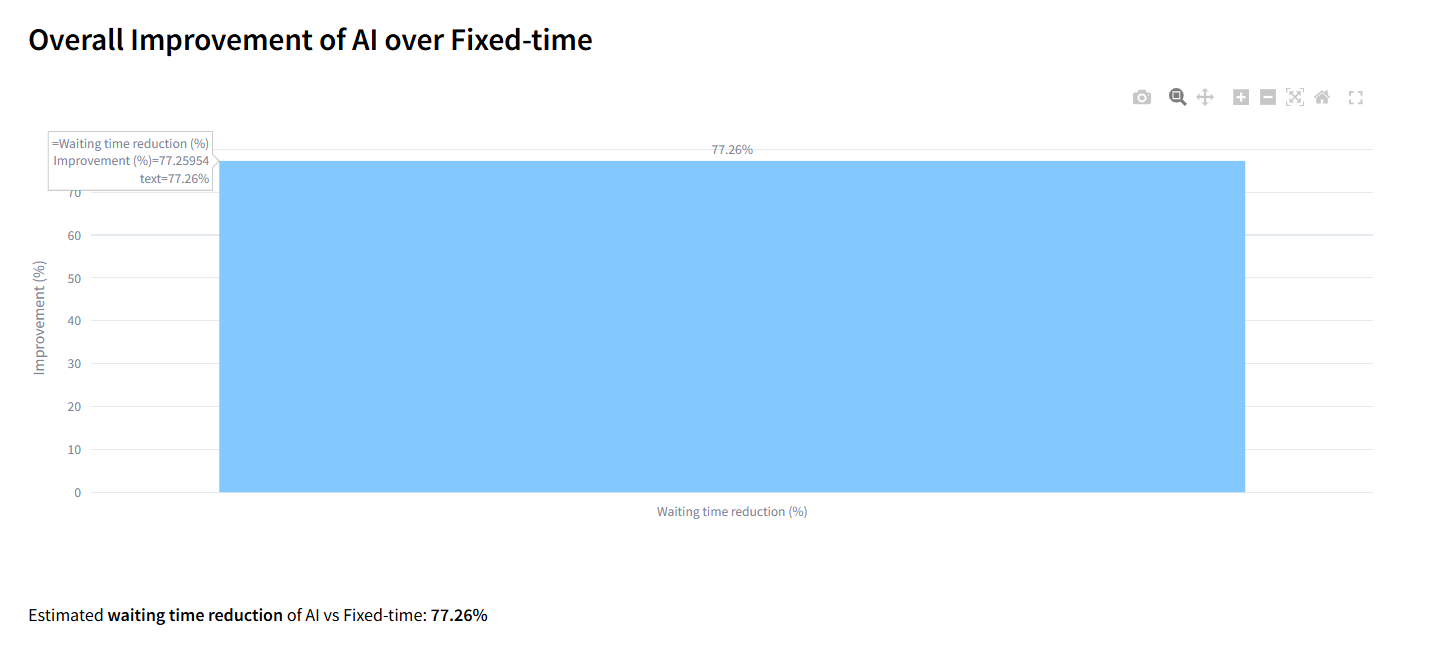 Overall Improvement of AI over Fixed-time
77.26%
=Waiting time reduction (%)
Improvement (%)=77.25954
text=77.26%
70
60
50
40
30
20
10
0
Improvement (%)
Waiting time reduction (%)
Estimated waiting time reduction of AI vs Fixed-time: 77.26%